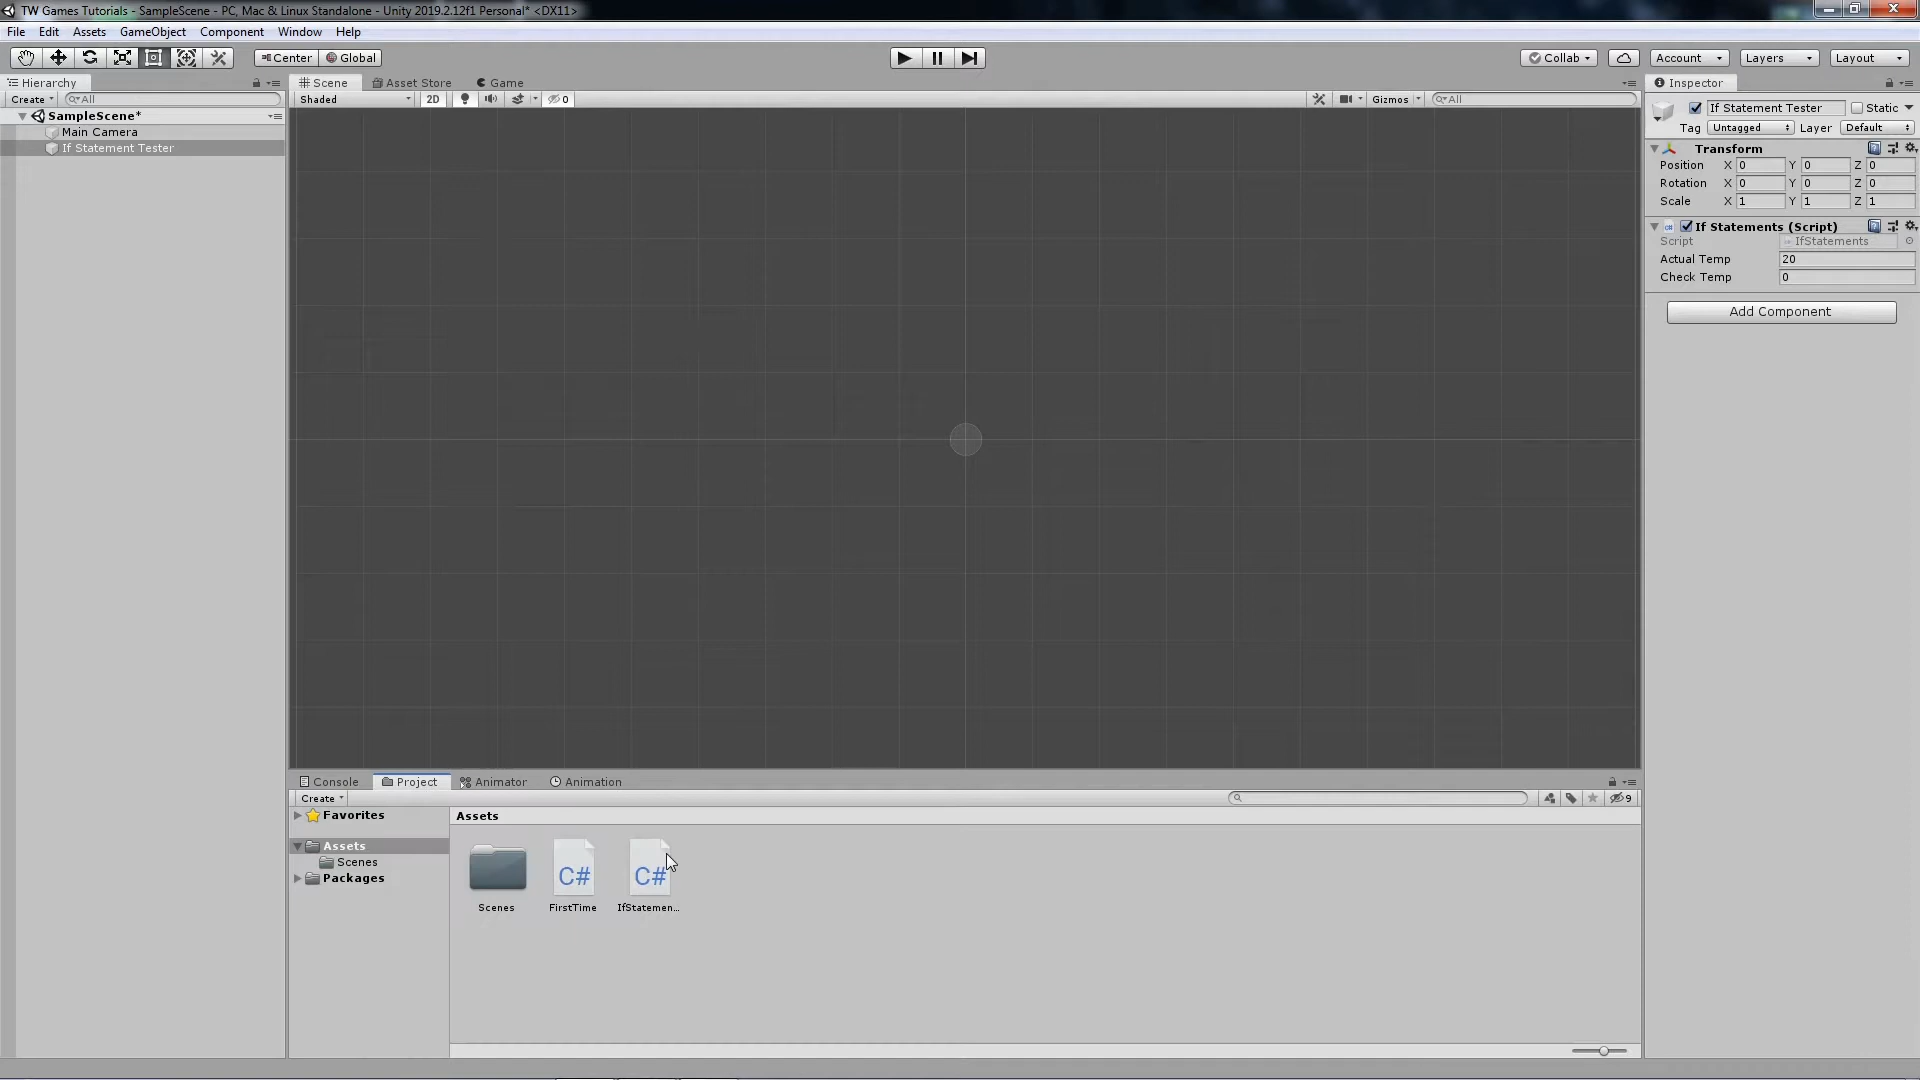 TW Games Tutorials - SampleScene - PC, Mac & Linux Standalone - Unity 2019.2.12f1 Personal* <DX11>
File Edit Assets GameObject Component Window Help
Center Global Collab Account Layers Layout
Hierarchy Scene Asset Store Game Inspector
Create All Shaded 2D 0 Gizmos All
If Statement Tester Static
SampleScene*
Tag Untagged Layer Default
Main Camera
If Statement Tester
Transform
Position X 0 Y 0 Z 0
Rotation X 0 Y 0 Z 0
Scale X 1 Y 1 Z 1
If Statements (Script)
Script IfStatements
Actual Temp 20
Check Temp 0
Add Component
Console Project Animator Animation
Create 9
Favorites
Assets
Scenes
Packages
Assets
C# C#
Scenes FirstTime IfStatemen...